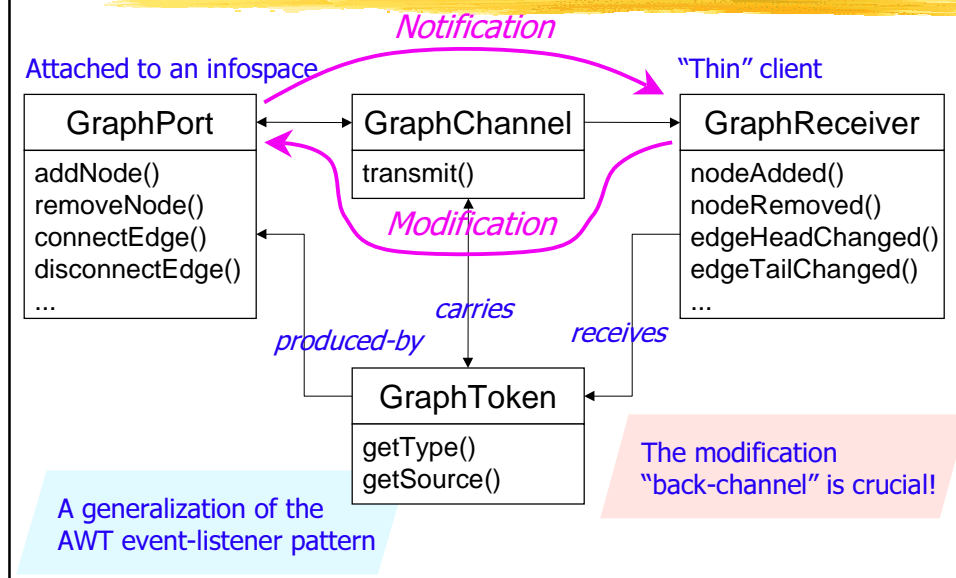 Notification
Attached to an infospace
“Thin” client
GraphPort
addNode()
removeNode()
connectEdge()
disconnectEdge()
...
GraphChannel
transmit()
GraphReceiver
nodeAdded()
nodeRemoved()
edgeHeadChanged()
edgeTailChanged()
...
Modification
carries
produced-by
receives
GraphToken
getType()
getSource()
A generalization of the
AWT event-listener pattern
The modification
“back-channel” is crucial!